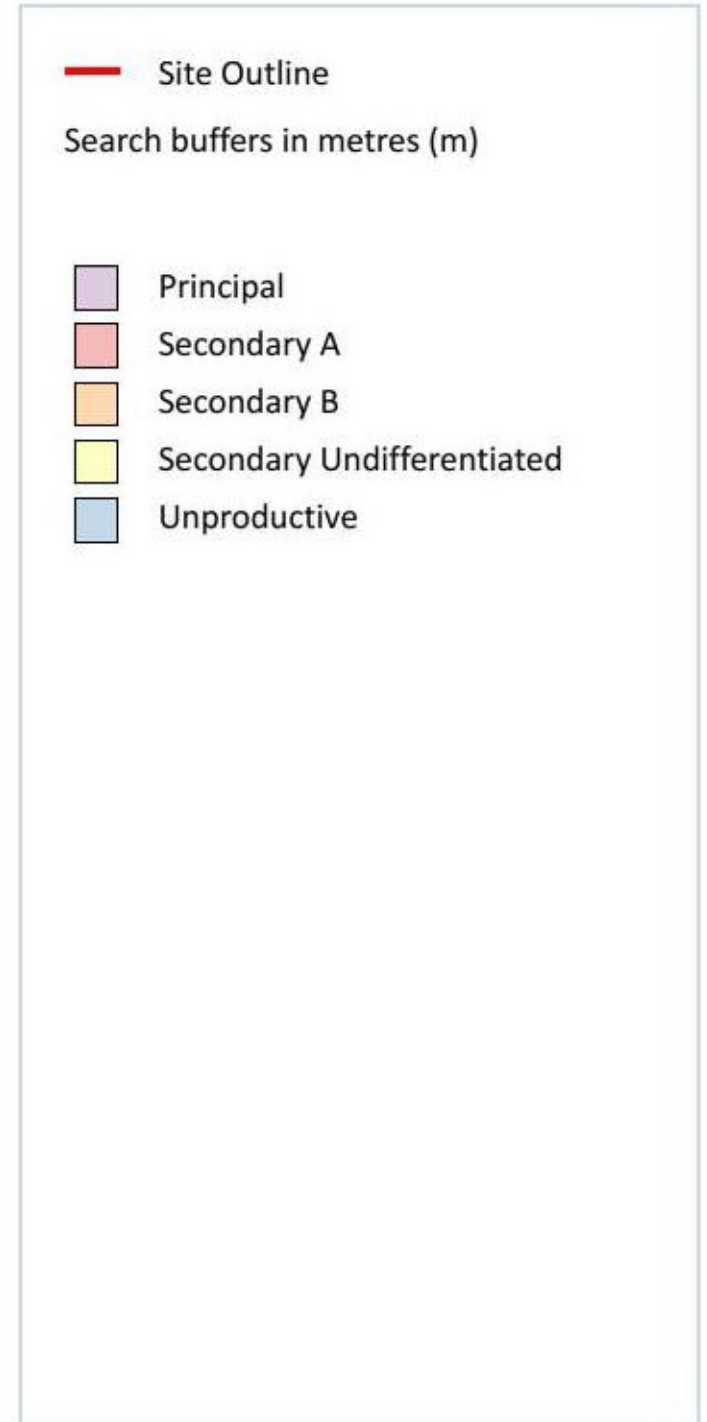 Site Outline
Search buffers in metres (m)
Principal
Secondary A
Secondary B
Secondary Undifferentiated
Unproductive